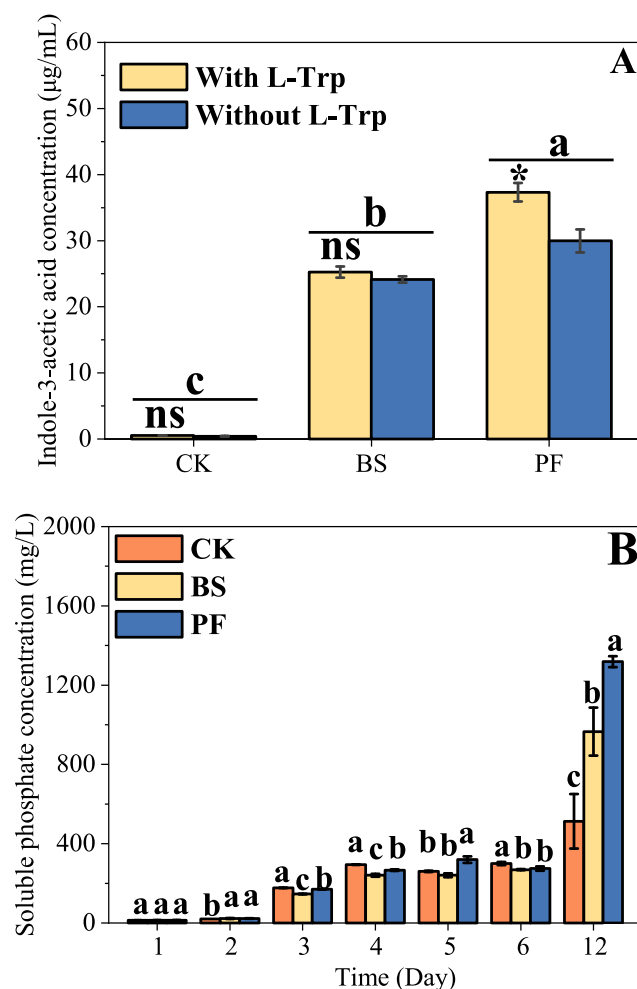 Indole-3-acetic acid concentration (μg/mL)
60
50
40
30
20
10
0
A
With L-Trp
Without L-Trp
c
ns
b
ns
a
*
CK BS PF
Soluble phosphate concentration (mg/L)
2000
1600
1200
800
400
0
B
CK
BS
PF
a a a
b a a
a c b
a c b
b b a
a b b
c b a
1 2 3 4 5 6 12
Time (Day)